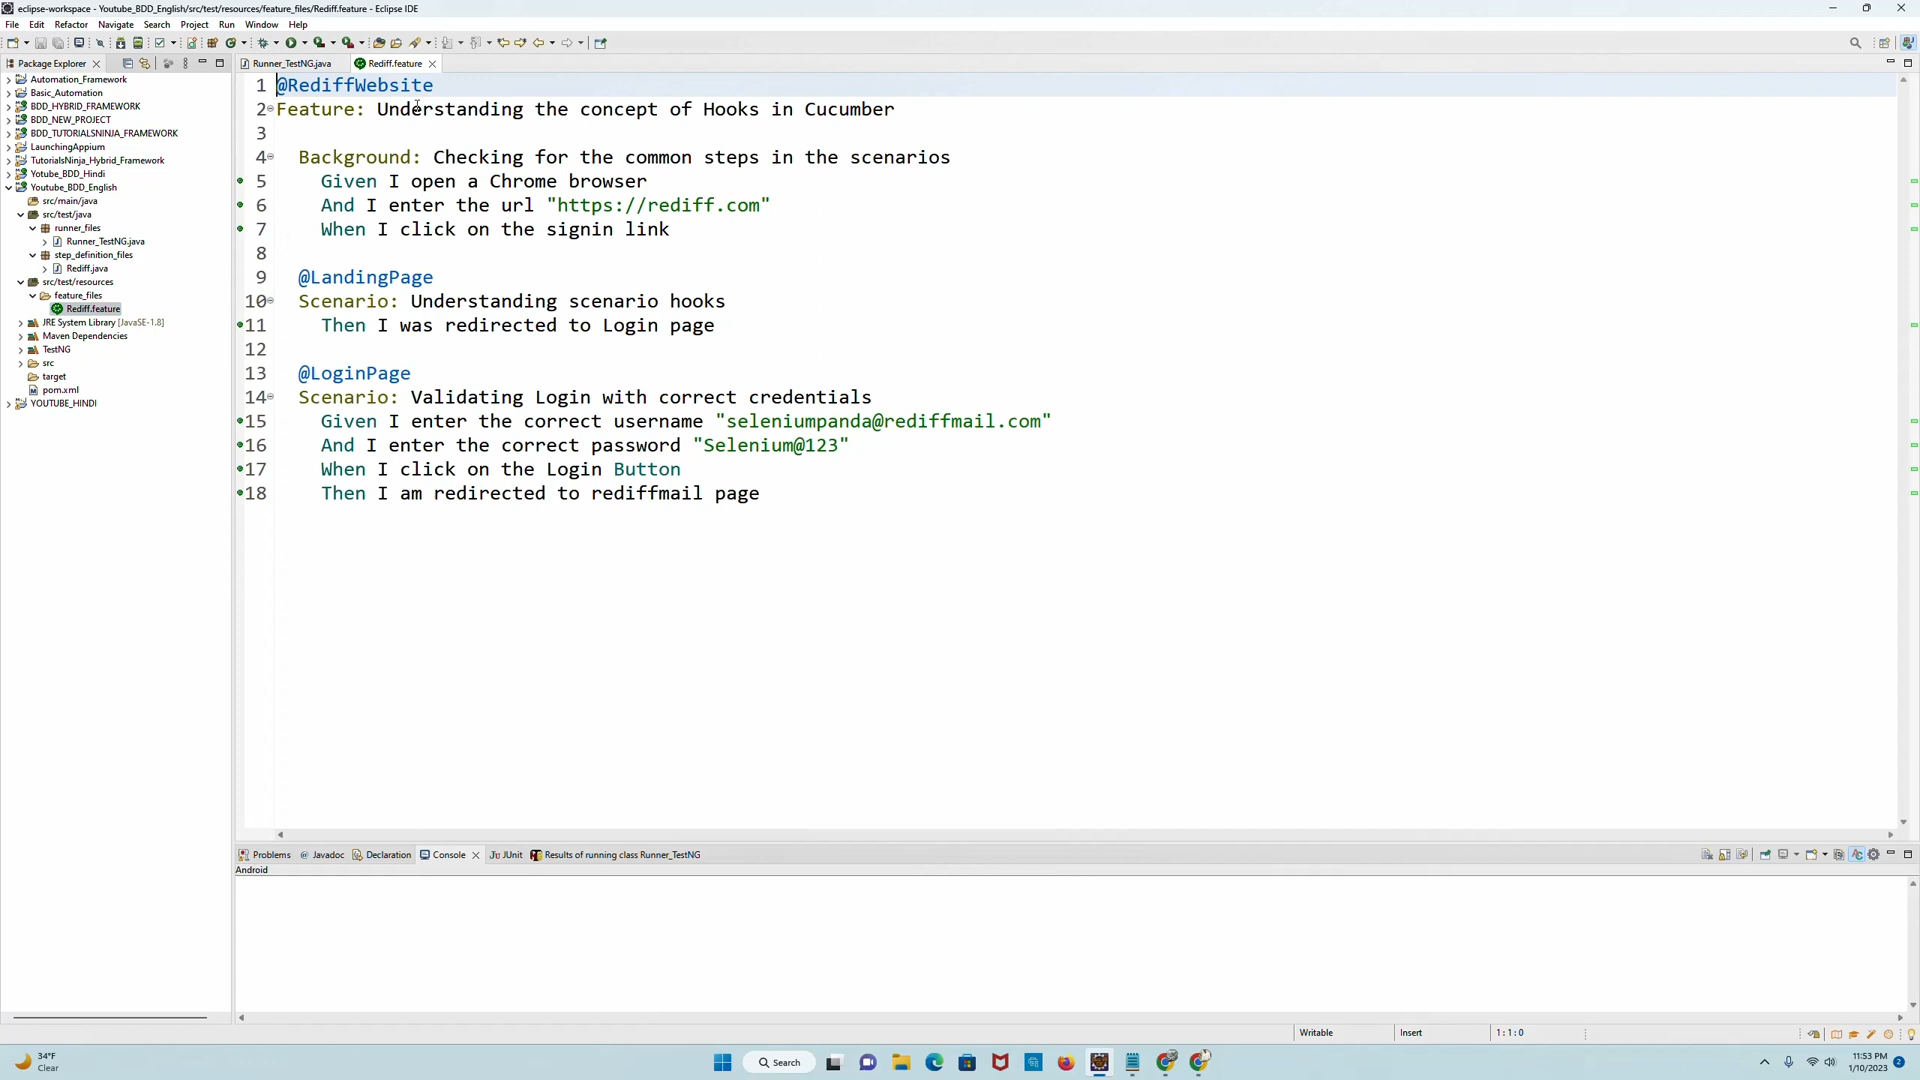 eclipse-workspace - Youtube_BDD_English/src/test/resources/feature_files/Rediff.feature - Eclipse IDE
File Edit Refactor Navigate Search Project Run Window Help
Package Explorer
Automation_Framework
Basic_Automation
BDD_HYBRID_FRAMEWORK
BDD_NEW_PROJECT
BDD_TUTORIALSNINJA_FRAMEWORK
LaunchingAppium
TutorialsNinja_Hybrid_Framework
Yotube_BDD_Hindi
Youtube_BDD_English
src/main/java
src/test/java
runner_files
Runner_TestNG.java
step_definition_files
Rediff.java
src/test/resources
feature_files
Rediff.feature
JRE System Library [JavaSE-1.8]
Maven Dependencies
TestNG
src
target
pom.xml
YOUTUBE_HINDI
Runner_TestNG.java Rediff.feature
1 @RediffWebsite
2 Feature: Understanding the concept of Hooks in Cucumber
3
4 Background: Checking for the common steps in the scenarios
5 Given I open a Chrome browser
6 And I enter the url "https://rediff.com"
7 When I click on the signin link
8
9 @LandingPage
10 Scenario: Understanding scenario hooks
11 Then I was redirected to Login page
12
13 @LoginPage
14 Scenario: Validating Login with correct credentials
15 Given I enter the correct username "seleniumpanda@rediffmail.com"
16 And I enter the correct password "Selenium@123"
17 When I click on the Login Button
18 Then I am redirected to rediffmail page
Problems Javadoc Declaration Console JUnit Results of running class Runner_TestNG
Android
Writable Insert 1 : 1 : 0
34°F
Clear
Search
11:53 PM
1/10/2023
2